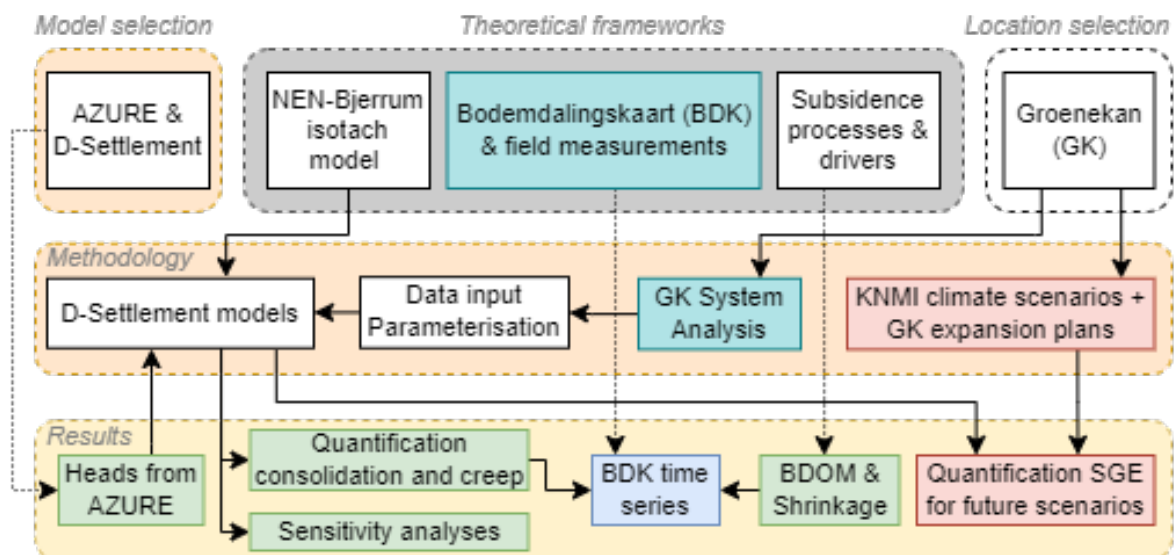 Model selection
Theoretical frameworks
Location selection
AZURE &
D-Settlement
NEN-Bjerrum
isotach
model
Bodemdalingskaart (BDK)
& field measurements
Subsidence
processes &
drivers
Groenekan
(GK)
Methodology
D-Settlement models
Data input
Parameterisation
GK System
Analysis
KNMI climate scenarios +
GK expansion plans
Results
Heads from
AZURE
Quantification
consolidation and creep
Sensitivity analyses
BDK time
series
BDOM &
Shrinkage
Quantification SGE
for future scenarios